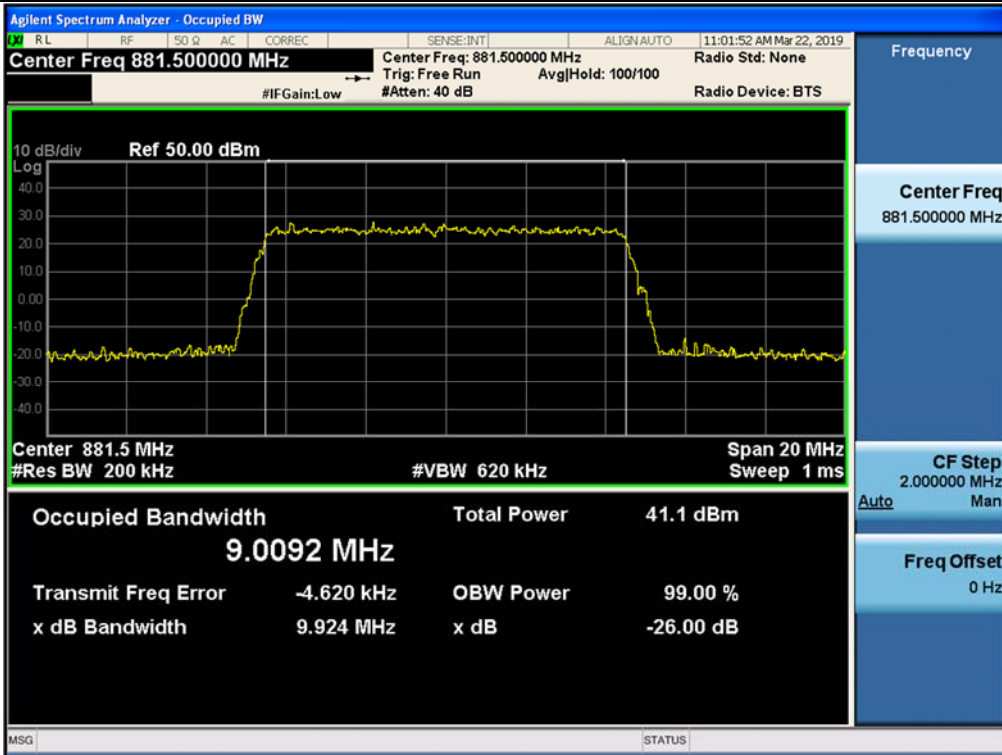 Agilent Spectrum Analyzer - Occupied BW
LXI RL RF 50 Ω AC CORREC SENSE:INT ALIGN AUTO 11:01:52 AM Mar 22, 2019
Center Freq 881.500000 MHz
Center Freq: 881.500000 MHz
Radio Std: None
Trig: Free Run Avg|Hold: 100/100
#IFGain:Low
#Atten: 40 dB
Radio Device: BTS
Frequency
10 dB/div Ref 50.00 dBm
Log
40.0
30.0
20.0
10.0
0.00
-10.0
-20.0
-30.0
-40.0
Center 881.5 MHz Span 20 MHz
#Res BW 200 kHz #VBW 620 kHz Sweep 1 ms
Center Freq
881.500000 MHz
CF Step
2.000000 MHz
Auto Man
Freq Offset
0 Hz
Occupied Bandwidth Total Power 41.1 dBm
9.0092 MHz
Transmit Freq Error -4.620 kHz OBW Power 99.00 %
x dB Bandwidth 9.924 MHz x dB -26.00 dB
MSG STATUS